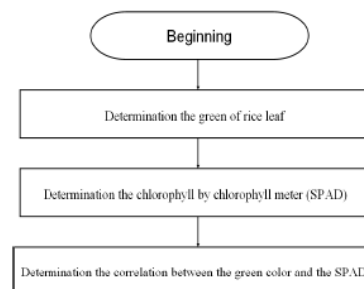 Beginning
Determination the green of rice leaf
Determination the chlorophyll by chlorophyll meter (SPAD)
Determination the correlation between the green color and the SPAD